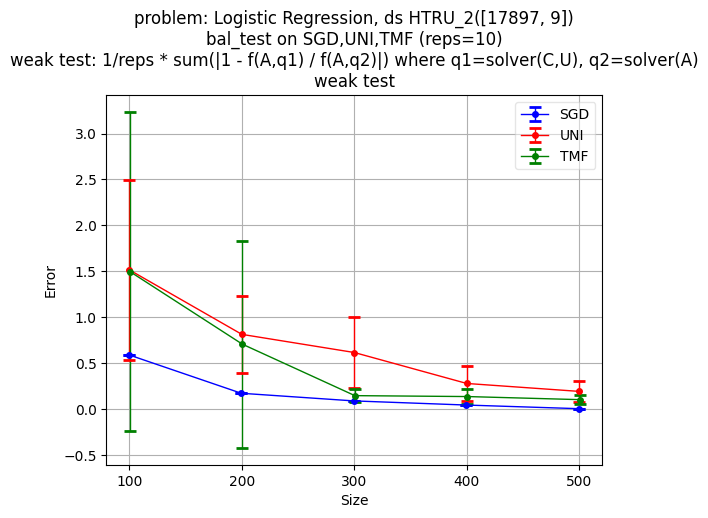 problem: Logistic Regression, ds HTRU_2([17897, 9])
bal_test on SGD,UNI,TMF (reps=10)
weak test: 1/reps * sum(|1 - f(A,q1) / f(A,q2)|) where q1=solver(C,U), q2=solver(A)
weak test
SGD
UNI
TMF
3.0
2.5
2.0
1.5
1.0
0.5
0.0
−0.5
Error
100
200
300
400
500
Size